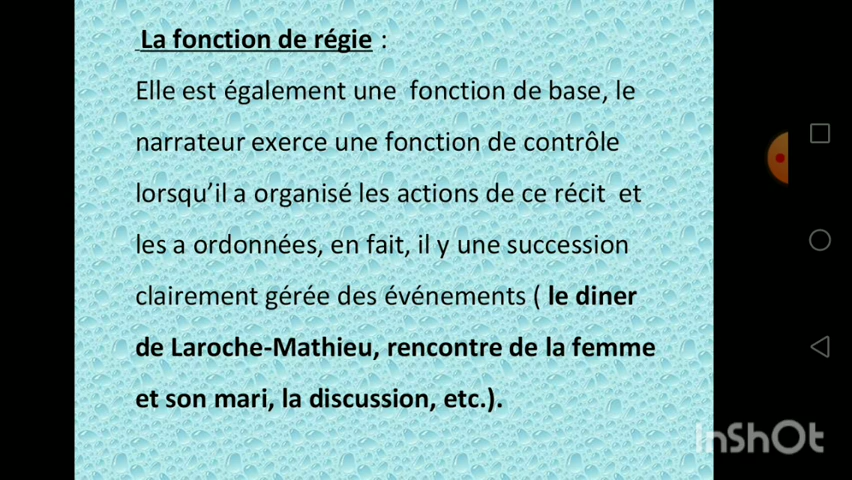 La fonction de régie :
Elle est également une fonction de base, le
narrateur exerce une fonction de contrôle
lorsqu'il a organisé les actions de ce récit et
les a ordonnées, en fait, il y une succession
clairement gérée des événements ( le diner
de Laroche-Mathieu, rencontre de la femme
et son mari, la discussion, etc.).
InShOt